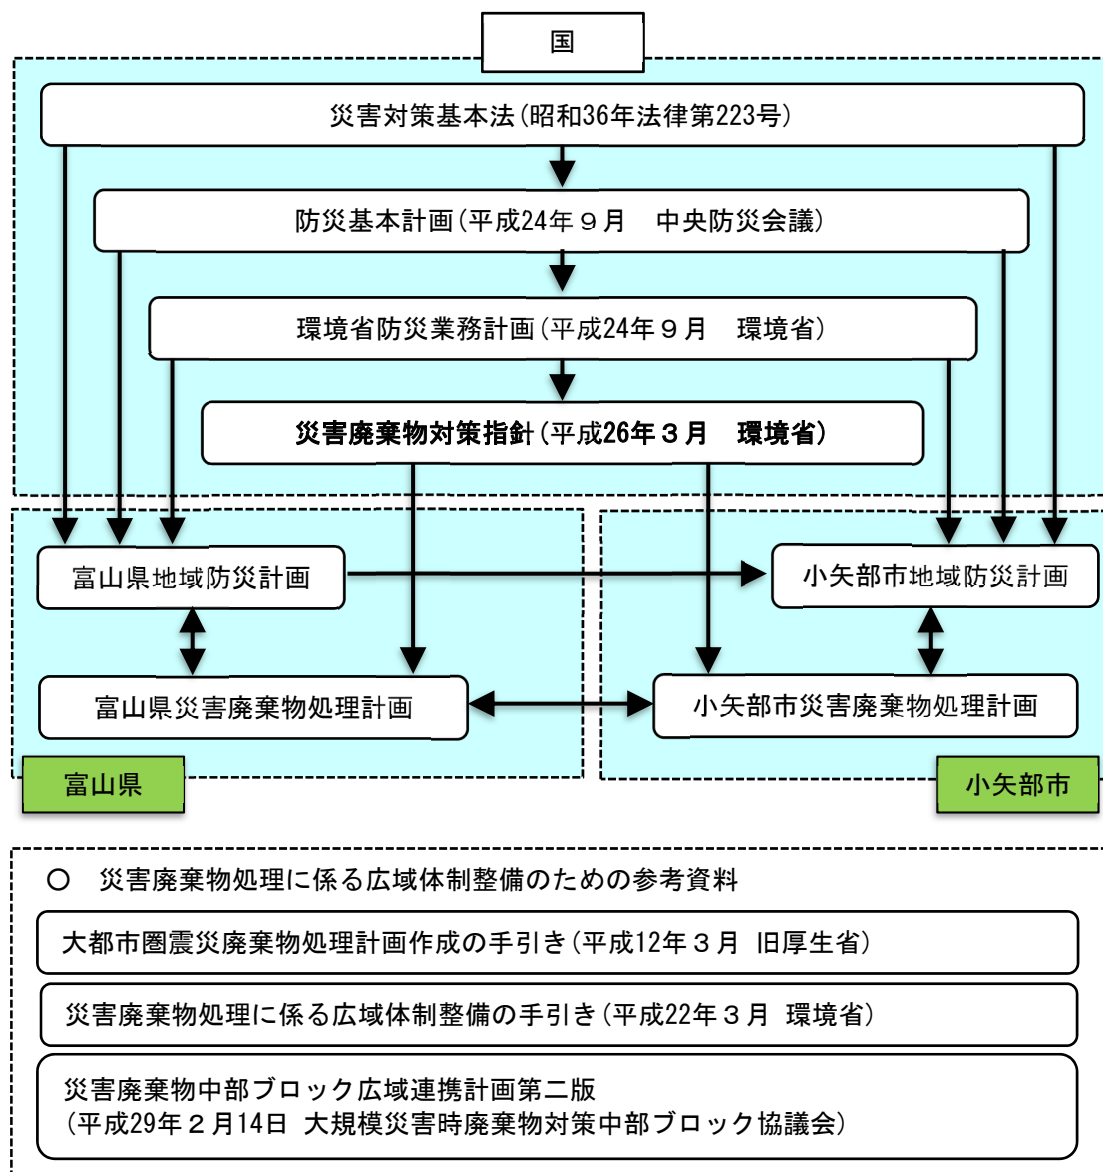 国
災害対策基本法(昭和36年法律第223号)
防災基本計画(平成24年９月　中央防災会議)
環境省防災業務計画(平成24年９月　環境省)
災害廃棄物対策指針(平成26年３月　環境省)
富山県地域防災計画
小矢部市地域防災計画
富山県災害廃棄物処理計画
小矢部市災害廃棄物処理計画
富山県
小矢部市
○　災害廃棄物処理に係る広域体制整備のための参考資料
大都市圏震災廃棄物処理計画作成の手引き(平成12年３月 旧厚生省)
災害廃棄物処理に係る広域体制整備の手引き(平成22年３月 環境省)
災害廃棄物中部ブロック広域連携計画第二版
(平成29年２月14日 大規模災害時廃棄物対策中部ブロック協議会)